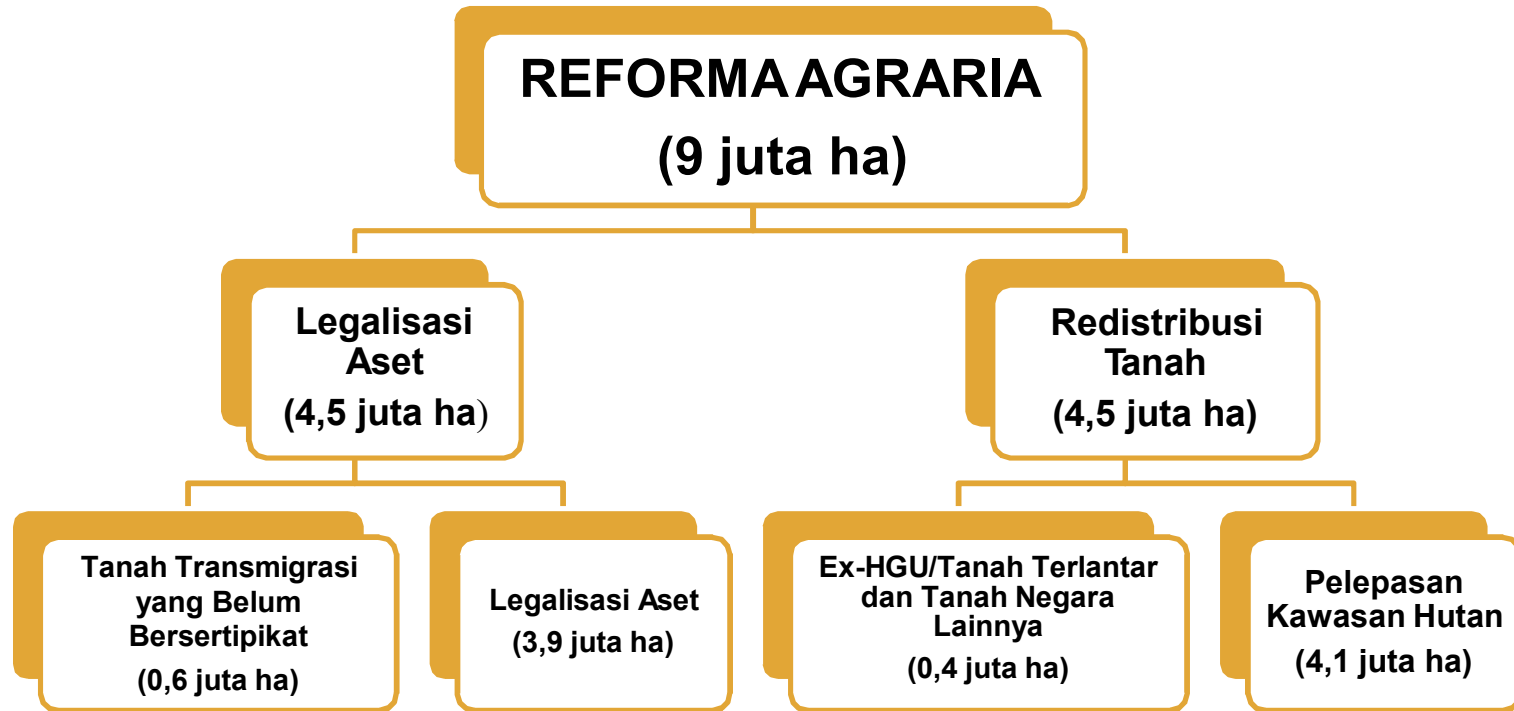 REFORMA AGRARIA
(9 juta ha)
Legalisasi
Aset
(4,5 juta ha)
Redistribusi
Tanah
(4,5 juta ha)
Tanah Transmigrasi
yang Belum
Bersertipikat
(0,6 juta ha)
Legalisasi Aset
(3,9 juta ha)
Ex-HGU/Tanah Terlantar
dan Tanah Negara
Lainnya
(0,4 juta ha)
Pelepasan
Kawasan Hutan
(4,1 juta ha)